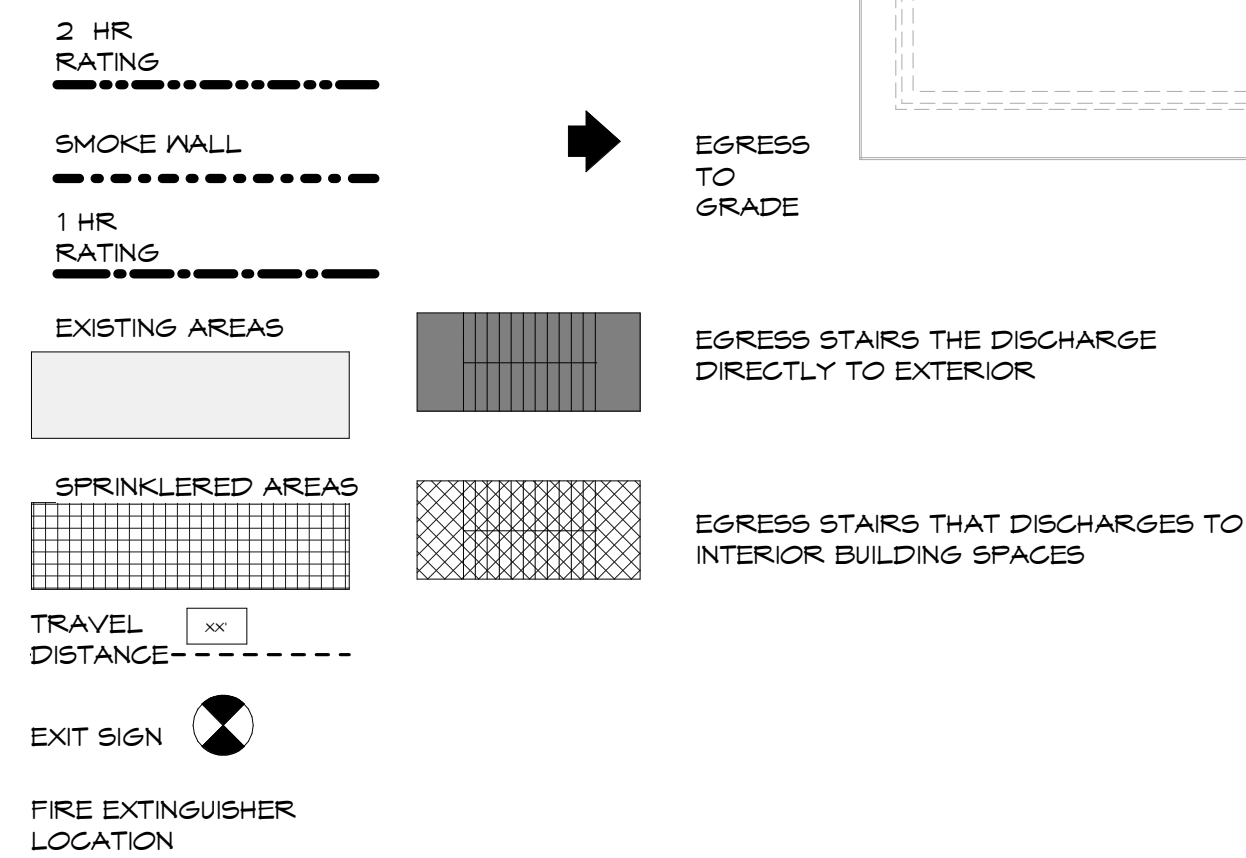 2 HR
RATING
SMOKE WALL
1 HR
RATING
EXISTING AREAS
SPRINKLERED AREAS
TRAVEL
DISTANCE
XX'
EXIT SIGN
FIRE EXTINGUISHER
LOCATION
EGRESS
TO
GRADE
EGRESS STAIRS THE DISCHARGE
DIRECTLY TO EXTERIOR
EGRESS STAIRS THAT DISCHARGES TO
INTERIOR BUILDING SPACES